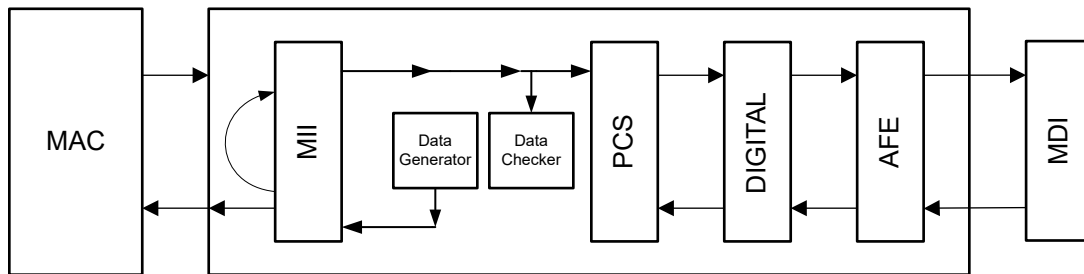 MAC
MII
Data
Generator
Data
Checker
PCS
DIGITAL
AFE
MDI